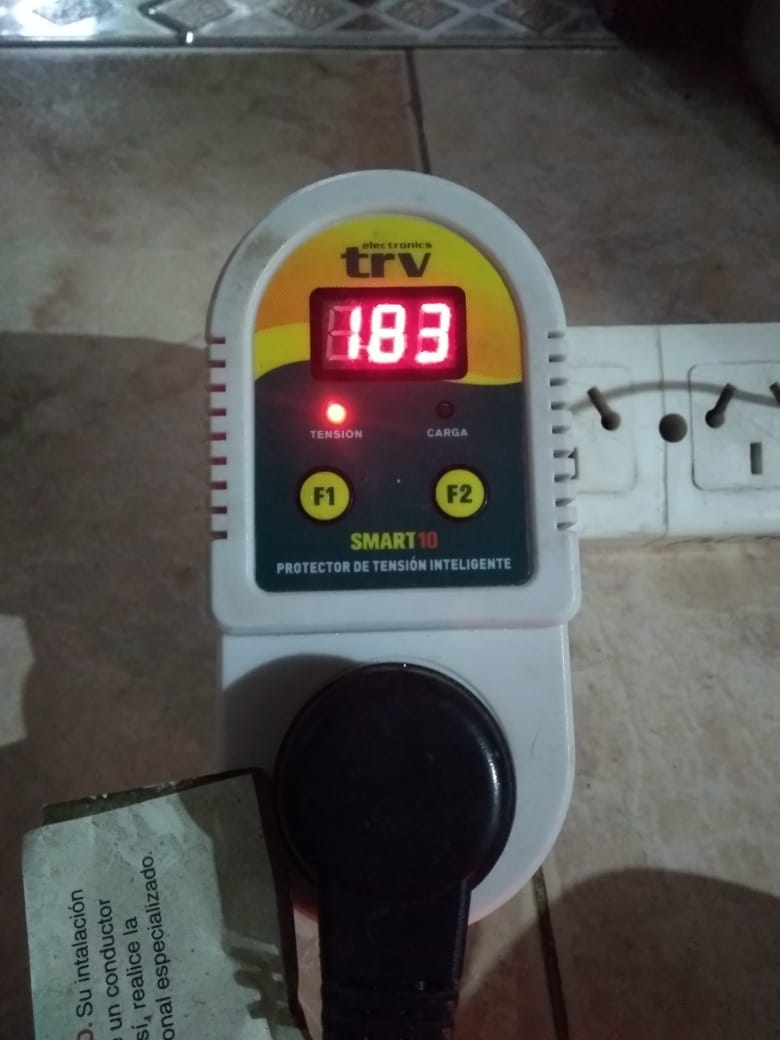 electronics
trv
183
TENSIÓN
CARGA
F1
F2
SMART10
PROTECTOR DE TENSIÓN INTELIGENTE
O. Su intalación
un conductor
sí, realice la
onal especializado.